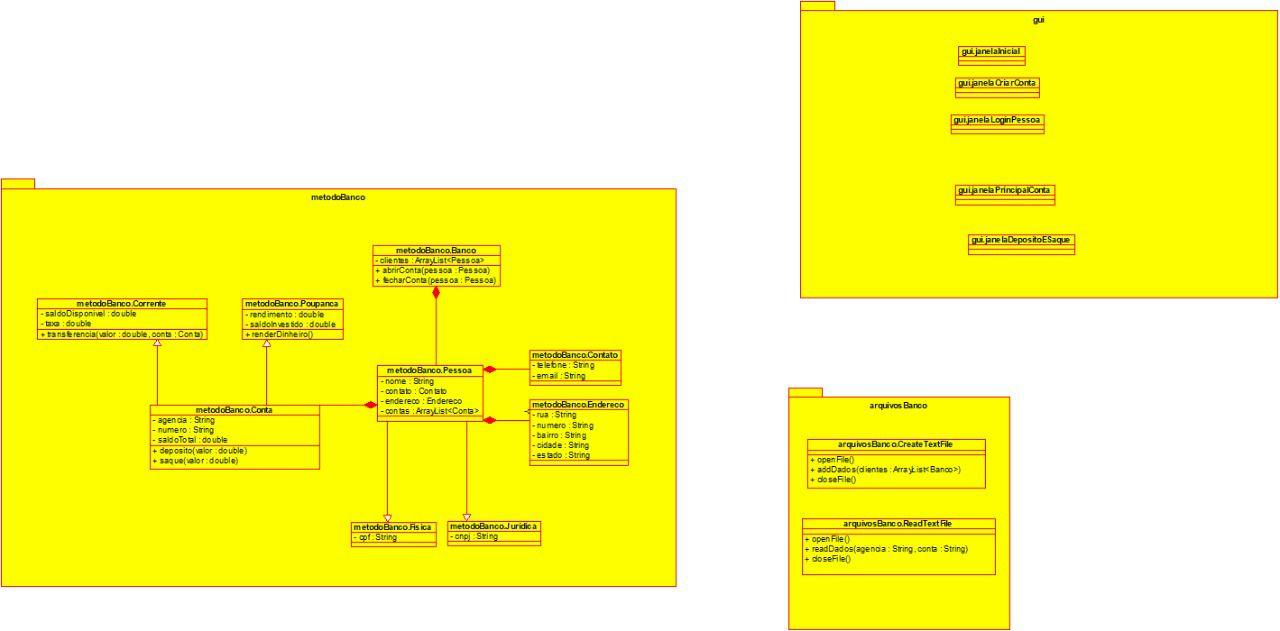 gui
gui.janelaInicial
gui.janelaCriarConta
gui.janelaLoginPessoa
gui.janelaPrincipalConta
gui.janelaDepositoESaque
metodoBanco
metodoBanco.Banco
- clientes : ArrayList<Pessoa>
+ abrirConta(pessoa : Pessoa)
+ fecharConta(pessoa : Pessoa)
metodoBanco.Corrente
- saldoDisponivel : double
- taxa : double
+ transferencia(valor : double, conta : Conta)
metodoBanco.Poupanca
- rendimento : double
- saldoInvestido : double
+ renderDinheiro()
metodoBanco.Pessoa
- nome : String
- contato : Contato
- endereco : Endereco
- contas : ArrayList<Conta>
metodoBanco.Contato
- telefone : String
- email : String
metodoBanco.Endereco
- rua : String
- numero : String
- bairro : String
- cidade : String
- estado : String
metodoBanco.Conta
- agencia : String
- numero : String
- saldoTotal : double
+ deposito(valor : double)
+ saque(valor : double)
metodoBanco.Fisica
- cpf : String
metodoBanco.Juridica
- cnpj : String
arquivosBanco
arquivosBanco.CreateTextFile
+ openFile()
+ addDados(clientes : ArrayList<Banco>)
+ closeFile()
arquivosBanco.ReadTextFile
+ openFile()
+ readDados(agencia : String, conta : String)
+ closeFile()